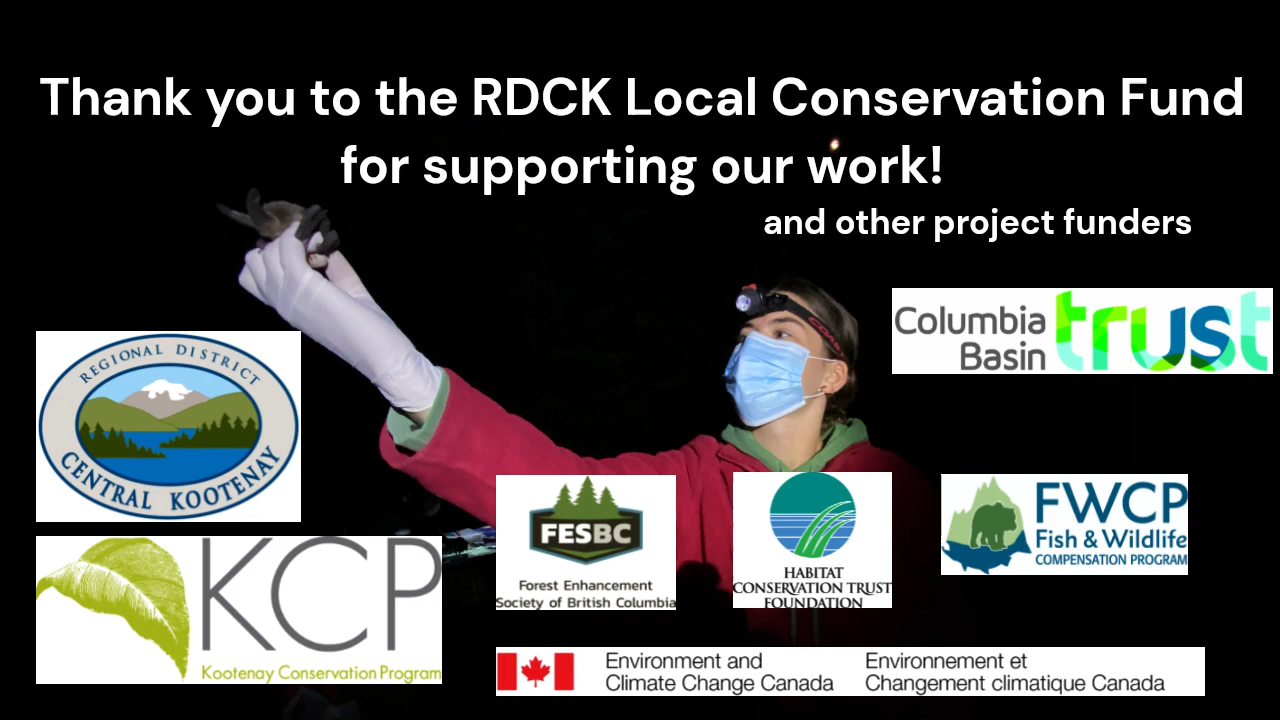 Thank you to the RDCK Local Conservation Fund
for supporting our work!
and other project funders
Columbia
Basin
trust
REGIONAL DISTRICT
CENTRAL KOOTENAY
KCP
Kootenay Conservation Program
FESBC
Forest Enhancement
Society of British Columbia
HABITAT
CONSERVATION TRUST
FOUNDATION
FWCP
Fish & Wildlife
COMPENSATION PROGRAM
Environment and
Climate Change Canada
Environnement et
Changement climatique Canada